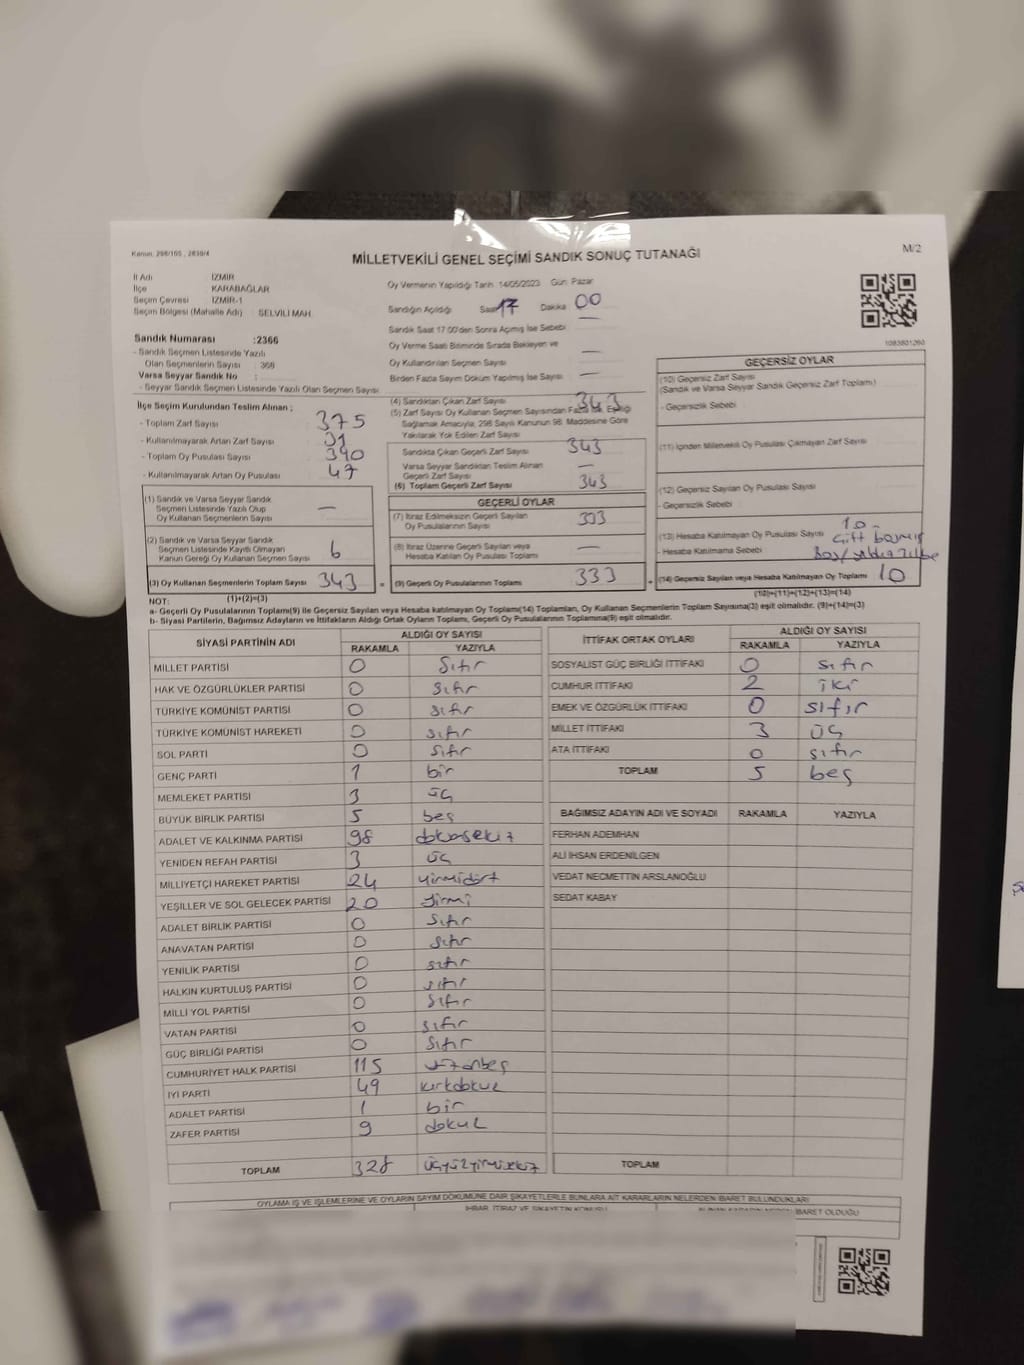 Kanun: 298/105 , 2839/4
MİLLETVEKİLİ GENEL SEÇİMİ SANDIK SONUÇ TUTANAĞI
M/2
İl Adı İZMİR
İlçe KARABAĞLAR
Seçim Çevresi İZMİR-1
Seçim Bölgesi (Mahalle Adı) : SELVİLİ MAH.
Sandık Numarası :2366
- Sandık Seçmen Listesinde Yazılı
Olan Seçmenlerin Sayısı : 368
Varsa Seyyar Sandık No :
- Seyyar Sandık Seçmen Listesinde Yazılı Olan Seçmen Sayısı
Oy Vermenin Yapıldığı Tarih 14/05/2023 Gün: Pazar
Sandığın Açıldığı Saat 17 Dakika 00
Sandık Saat 17:00'den Sonra Açılmış İse Sebebi —
Oy Verme Saati Bitiminde Sırada Bekleyen ve
Oy Kullandırılan Seçmen Sayısı —
Birden Fazla Sayım Döküm Yapılmış İse Sayısı —
1083801260
İlçe Seçim Kurulundan Teslim Alınan ;
- Toplam Zarf Sayısı 375
- Kullanılmayarak Artan Zarf Sayısı 31
- Toplam Oy Pusulası Sayısı 390
- Kullanılmayarak Artan Oy Pusulası 47
(1) Sandık ve Varsa Seyyar Sandık
Seçmen Listesinde Yazılı Olup
Oy Kullanan Seçmenlerin Sayısı —
(2) Sandık ve Varsa Seyyar Sandık
Seçmen Listesinde Kayıtlı Olmayan
Kanun Gereği Oy Kullanan Seçmen Sayısı 6
(3) Oy Kullanan Seçmenlerin Toplam Sayısı 343
(1)+(2)=(3)
(4) Sandıktan Çıkan Zarf Sayısı 343
(5) Zarf Sayısı Oy Kullanan Seçmen Sayısından Fazla İse, Eşitliği
Sağlamak Amacıyla, 298 Sayılı Kanunun 98. Maddesine Göre
Yakılarak Yok Edilen Zarf Sayısı
Sandıkta Çıkan Geçerli Zarf Sayısı 343
Varsa Seyyar Sandıktan Teslim Alınan
Geçerli Zarf Sayısı —
(6) Toplam Geçerli Zarf Sayısı 343
GEÇERLİ OYLAR
(7) İtiraz Edilmeksizin Geçerli Sayılan
Oy Pusulalarının Sayısı 333
(8) İtiraz Üzerine Geçerli Sayılan veya
Hesaba Katılan Oy Pusulası Toplamı —
= (9) Geçerli Oy Pusulalarının Toplamı 333
GEÇERSİZ OYLAR
(10) Geçersiz Zarf Sayısı
(Sandık ve Varsa Seyyar Sandık Geçersiz Zarf Toplamı)
- Geçersizlik Sebebi
(11) İçinden Milletvekili Oy Pusulası Çıkmayan Zarf Sayısı
(12) Geçersiz Sayılan Oy Pusulası Sayısı
- Geçersizlik Sebebi
(13) Hesaba Katılmayan Oy Pusulası Sayısı 10
- Hesaba Katılmama Sebebi
+ (14) Geçersiz Sayılan veya Hesaba Katılmayan Oy Toplamı 10
(10)+(11)+(12)+(13)=(14)
NOT:
a- Geçerli Oy Pusulalarının Toplamı(9) ile Geçersiz Sayılan veya Hesaba katılmayan Oy Toplamı(14) Toplamları, Oy Kullanan Seçmenlerin Toplam Sayısına(3) eşit olmalıdır. (9)+(14)=(3)
b- Siyasi Partilerin, Bağımsız Adayların ve İttifakların Aldığı Oyların Toplamı, Geçerli Oy Pusulalarının Toplamına(9) eşit olmalıdır.
SİYASİ PARTİNİN ADI ALDIĞI OY SAYISI
RAKAMLA YAZIYLA
MİLLET PARTİSİ 0 sıfır
HAK VE ÖZGÜRLÜKLER PARTİSİ 0 sıfır
TÜRKİYE KOMÜNİST PARTİSİ 0 sıfır
TÜRKİYE KOMÜNİST HAREKETİ 0 sıfır
SOL PARTİ 0 sıfır
GENÇ PARTİ 1 bir
MEMLEKET PARTİSİ 3 üç
BÜYÜK BİRLİK PARTİSİ 5 beş
ADALET VE KALKINMA PARTİSİ 98 doksansekiz
YENİDEN REFAH PARTİSİ 3 üç
MİLLİYETÇİ HAREKET PARTİSİ 24 yirmidört
YEŞİLLER VE SOL GELECEK PARTİSİ 20 yirmi
ADALET BİRLİK PARTİSİ 0 sıfır
ANAVATAN PARTİSİ 0 sıfır
YENİLİK PARTİSİ 0 sıfır
HALKIN KURTULUŞ PARTİSİ 0 sıfır
MİLLİ YOL PARTİSİ 0 sıfır
VATAN PARTİSİ 0 sıfır
GÜÇ BİRLİĞİ PARTİSİ 0 sıfır
CUMHURİYET HALK PARTİSİ 115 yüzonbeş
İYİ PARTİ 49 kırkdokuz
ADALET PARTİSİ 1 bir
ZAFER PARTİSİ 9 dokuz
TOPLAM 328 üçyüzyirmisekiz
İTTİFAK ORTAK OYLARI ALDIĞI OY SAYISI
RAKAMLA YAZIYLA
SOSYALİST GÜÇ BİRLİĞİ İTTİFAKI 0 sıfır
CUMHUR İTTİFAKI 2 iki
EMEK VE ÖZGÜRLÜK İTTİFAKI 0 sıfır
MİLLET İTTİFAKI 3 üç
ATA İTTİFAKI 0 sıfır
TOPLAM 5 beş
BAĞIMSIZ ADAYIN ADI VE SOYADI RAKAMLA YAZIYLA
FERHAN ADEMHAN
ALİ İHSAN ERDENİLGEN
VEDAT NECMETTİN ARSLANOĞLU
SEDAT KABAY
TOPLAM
OYLAMA İŞ VE İŞLEMLERİNE VE OYLARIN SAYIM DÖKÜMÜNE DAİR ŞİKAYETLERLE BUNLARA AİT KARARLARIN NELERDEN İBARET BULUNDUKLARI
İHBAR, İTİRAZ VE ŞİKAYETİN KONUSU